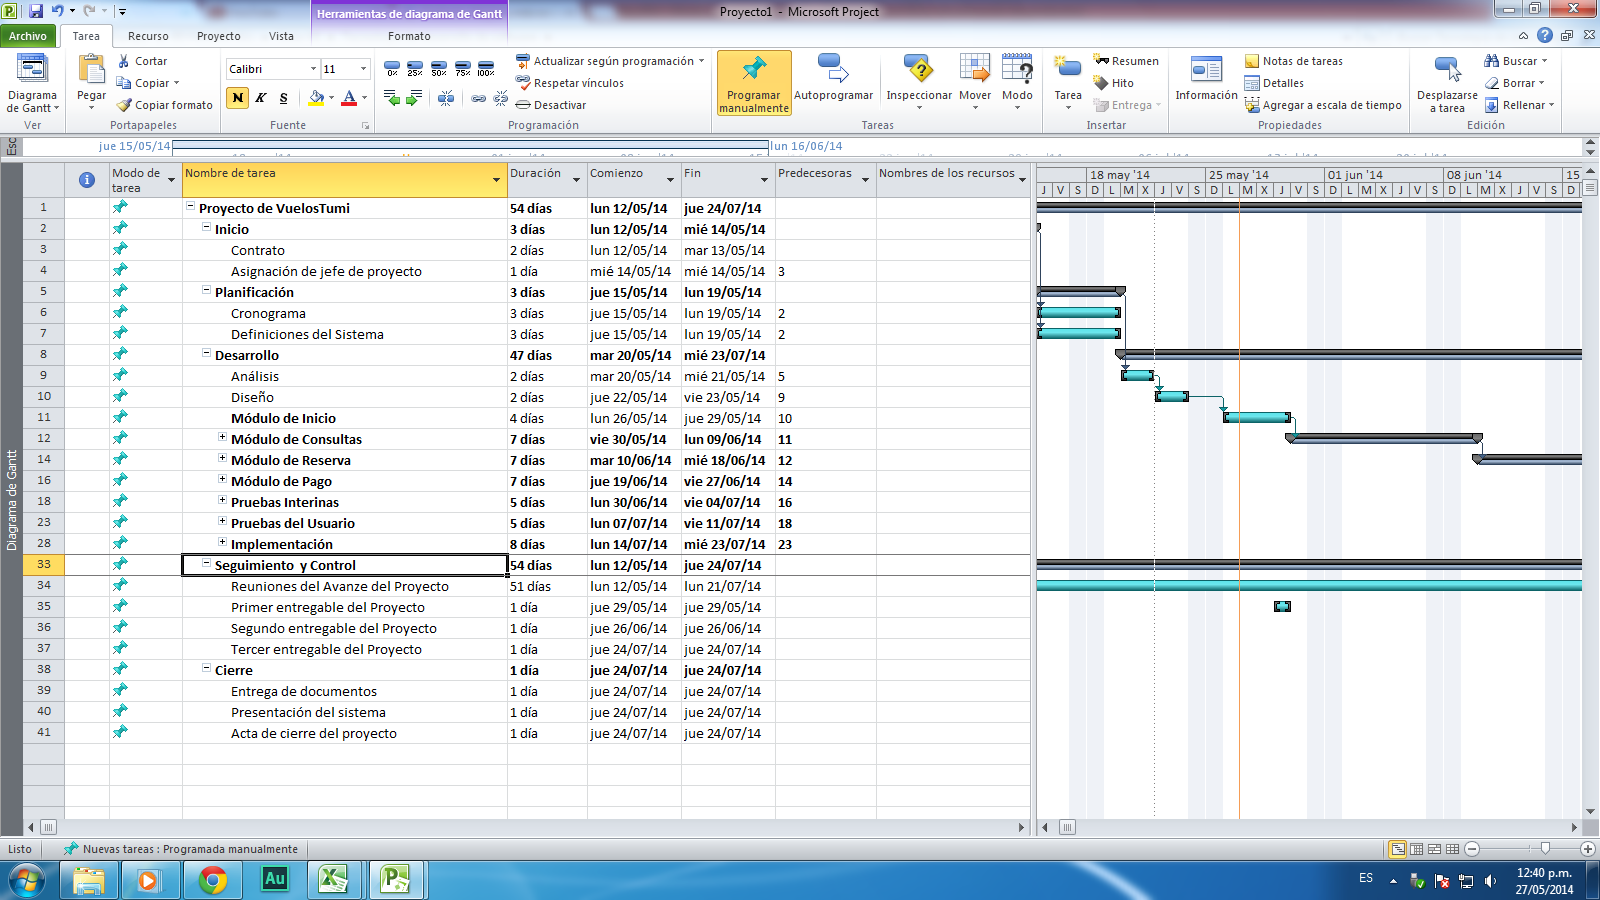 Herramientas de diagrama de Gantt
Proyecto1 - Microsoft Project
Archivo Tarea Recurso Proyecto Vista Formato
Diagrama de Gantt
Ver
Pegar
Cortar
Copiar
Copiar formato
Portapapeles
Calibri 11
N K S A
Fuente
0% 25% 50% 75% 100%
Actualizar según programación
Respetar vínculos
Desactivar
Programación
Programar manualmente
Autoprogramar
Inspeccionar
Mover
Modo
Tareas
Tarea
Resumen
Hito
Entrega
Insertar
Información
Notas de tareas
Detalles
Agregar a escala de tiempo
Propiedades
Desplazarse a tarea
Buscar
Borrar
Rellenar
Edición
Esc
jue 15/05/14 lun 16/06/14
Modo de tarea Nombre de tarea Duración Comienzo Fin Predecesoras Nombres de los recursos
18 may '14 25 may '14 01 jun '14 08 jun '14 15
J V S D L M X J V S D L M X J V S D L M X J V S D L M X J V S D
1 Proyecto de VuelosTumi 54 días lun 12/05/14 jue 24/07/14
2 Inicio 3 días lun 12/05/14 mié 14/05/14
3 Contrato 2 días lun 12/05/14 mar 13/05/14
4 Asignación de jefe de proyecto 1 día mié 14/05/14 mié 14/05/14 3
5 Planificación 3 días jue 15/05/14 lun 19/05/14
6 Cronograma 3 días jue 15/05/14 lun 19/05/14 2
7 Definiciones del Sistema 3 días jue 15/05/14 lun 19/05/14 2
8 Desarrollo 47 días mar 20/05/14 mié 23/07/14
9 Análisis 2 días mar 20/05/14 mié 21/05/14 5
10 Diseño 2 días jue 22/05/14 vie 23/05/14 9
11 Módulo de Inicio 4 días lun 26/05/14 jue 29/05/14 10
12 Módulo de Consultas 7 días vie 30/05/14 lun 09/06/14 11
14 Módulo de Reserva 7 días mar 10/06/14 mié 18/06/14 12
16 Módulo de Pago 7 días jue 19/06/14 vie 27/06/14 14
18 Pruebas Interinas 5 días lun 30/06/14 vie 04/07/14 16
23 Pruebas del Usuario 5 días lun 07/07/14 vie 11/07/14 18
28 Implementación 8 días lun 14/07/14 mié 23/07/14 23
33 Seguimiento y Control 54 días lun 12/05/14 jue 24/07/14
34 Reuniones del Avanze del Proyecto 51 días lun 12/05/14 lun 21/07/14
35 Primer entregable del Proyecto 1 día jue 29/05/14 jue 29/05/14
36 Segundo entregable del Proyecto 1 día jue 26/06/14 jue 26/06/14
37 Tercer entregable del Proyecto 1 día jue 24/07/14 jue 24/07/14
38 Cierre 1 día jue 24/07/14 jue 24/07/14
39 Entrega de documentos 1 día jue 24/07/14 jue 24/07/14
40 Presentación del sistema 1 día jue 24/07/14 jue 24/07/14
41 Acta de cierre del proyecto 1 día jue 24/07/14 jue 24/07/14
Diagrama de Gantt
Listo Nuevas tareas : Programada manualmente
Au
ES
12:40 p.m.
27/05/2014